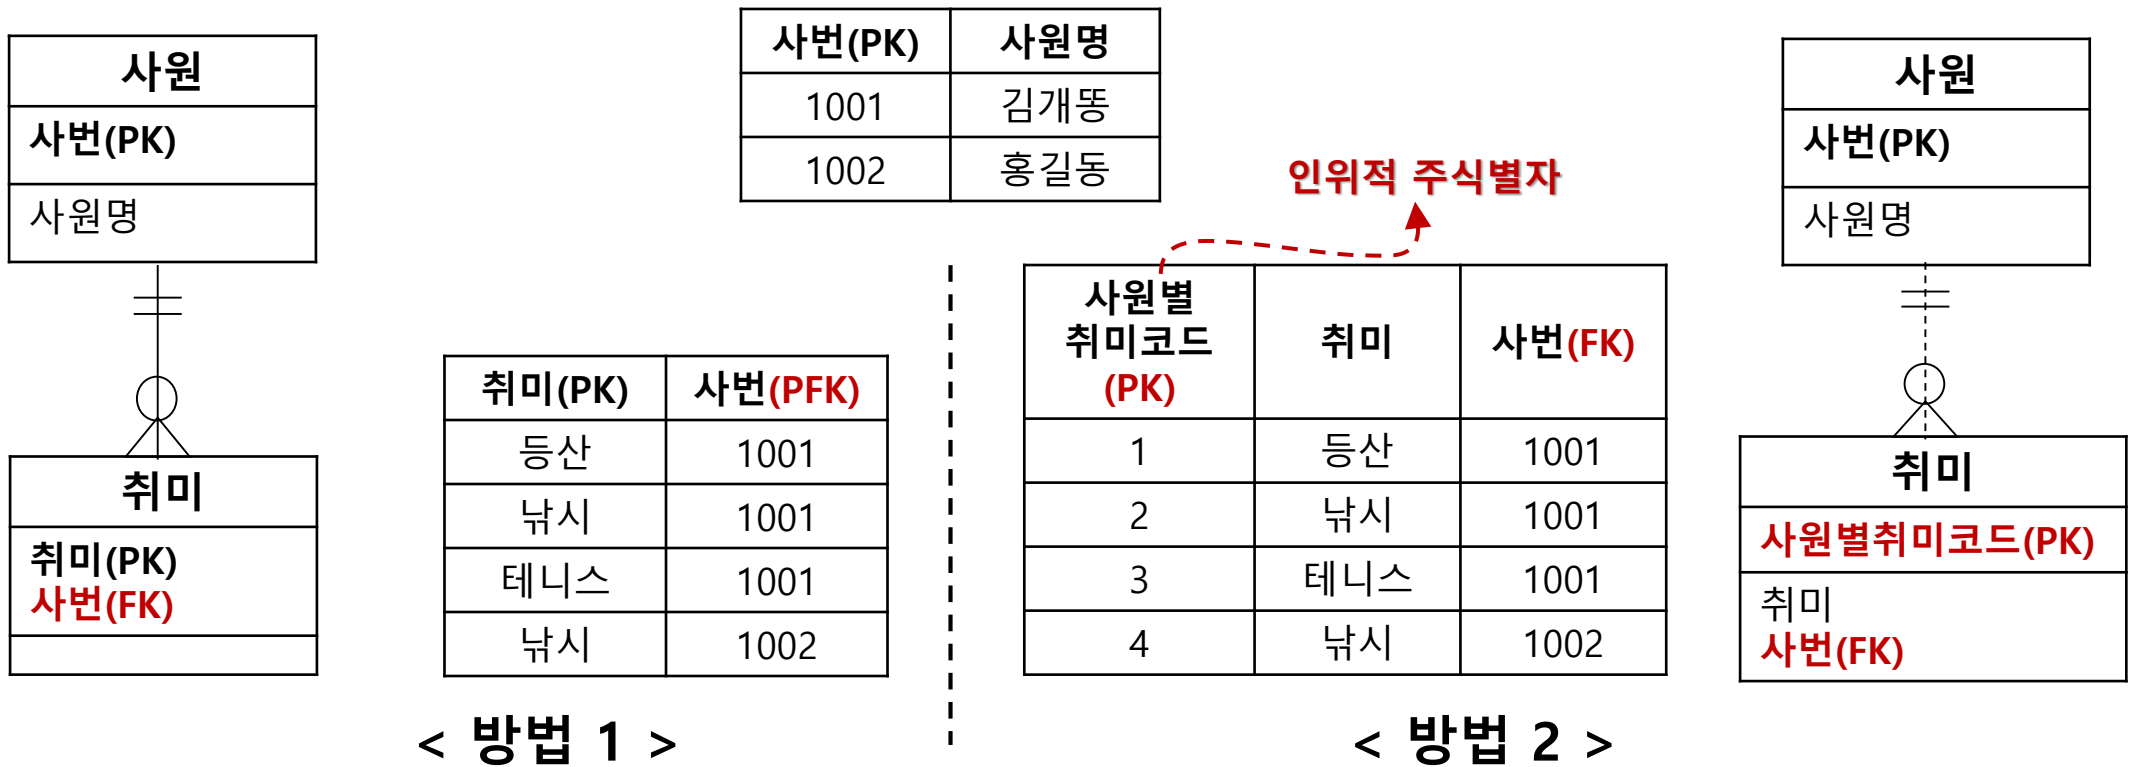 사원
사번(PK)
사원명
취미
취미(PK)
사번(FK)
사번(PK) 사원명
1001 김개똥
1002 홍길동
취미(PK) 사번(PFK)
등산 1001
낚시 1001
테니스 1001
낚시 1002
< 방법 1 >
인위적 주식별자
사원별
취미코드 취미 사번(FK)
(PK)
1 등산 1001
2 낚시 1001
3 테니스 1001
4 낚시 1002
< 방법 2 >
사원
사번(PK)
사원명
취미
사원별취미코드(PK)
취미
사번(FK)